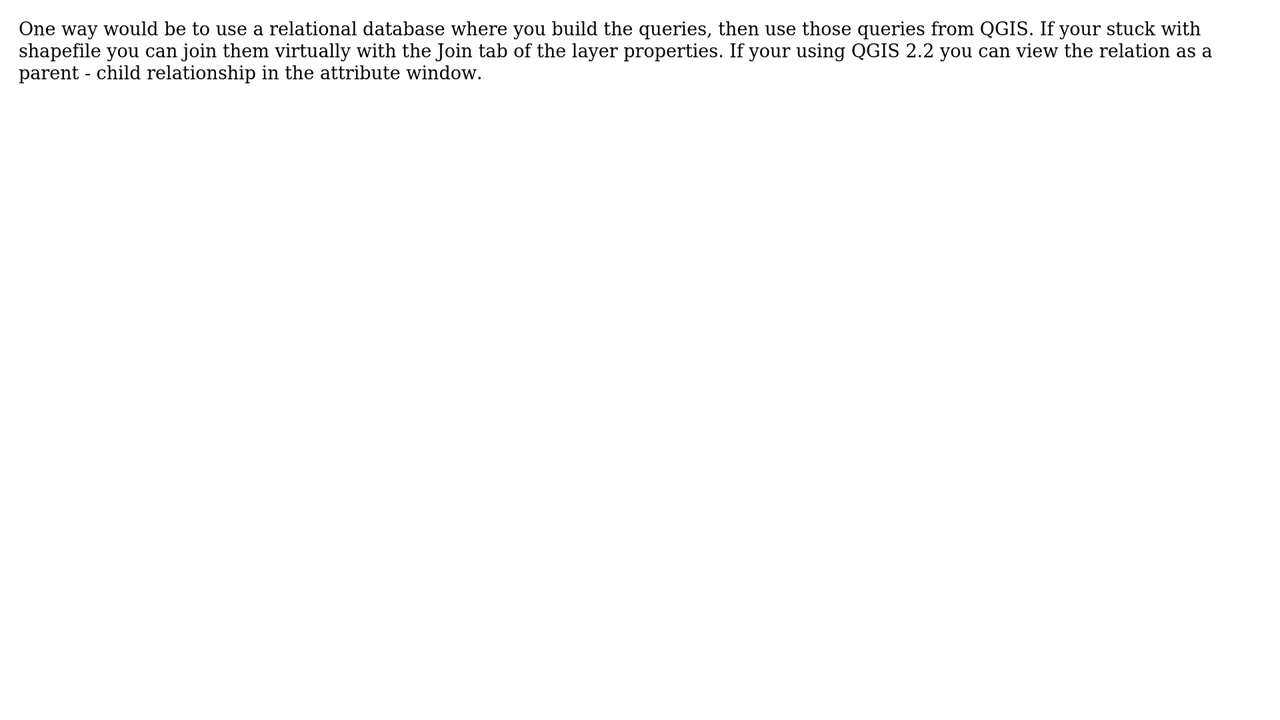 One way would be to use a relational database where you build the queries, then use those queries from QGIS. If your stuck with
shapefile you can join them virtually with the Join tab of the layer properties. If your using QGIS 2.2 you can view the relation as a
parent - child relationship in the attribute window.